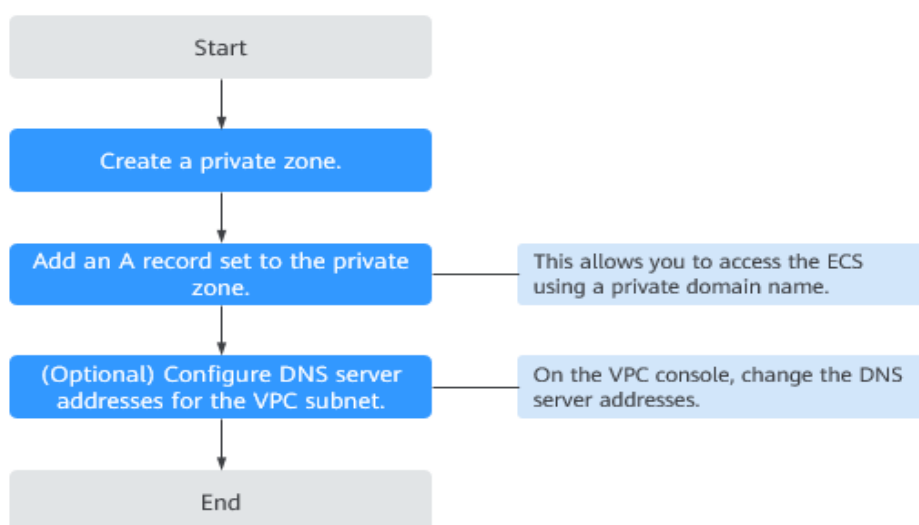 Start
Create a private zone.
Add an A record set to the private
zone.
This allows you to access the ECS
using a private domain name.
(Optional) Configure DNS server
addresses for the VPC subnet.
On the VPC console, change the DNS
server addresses.
End